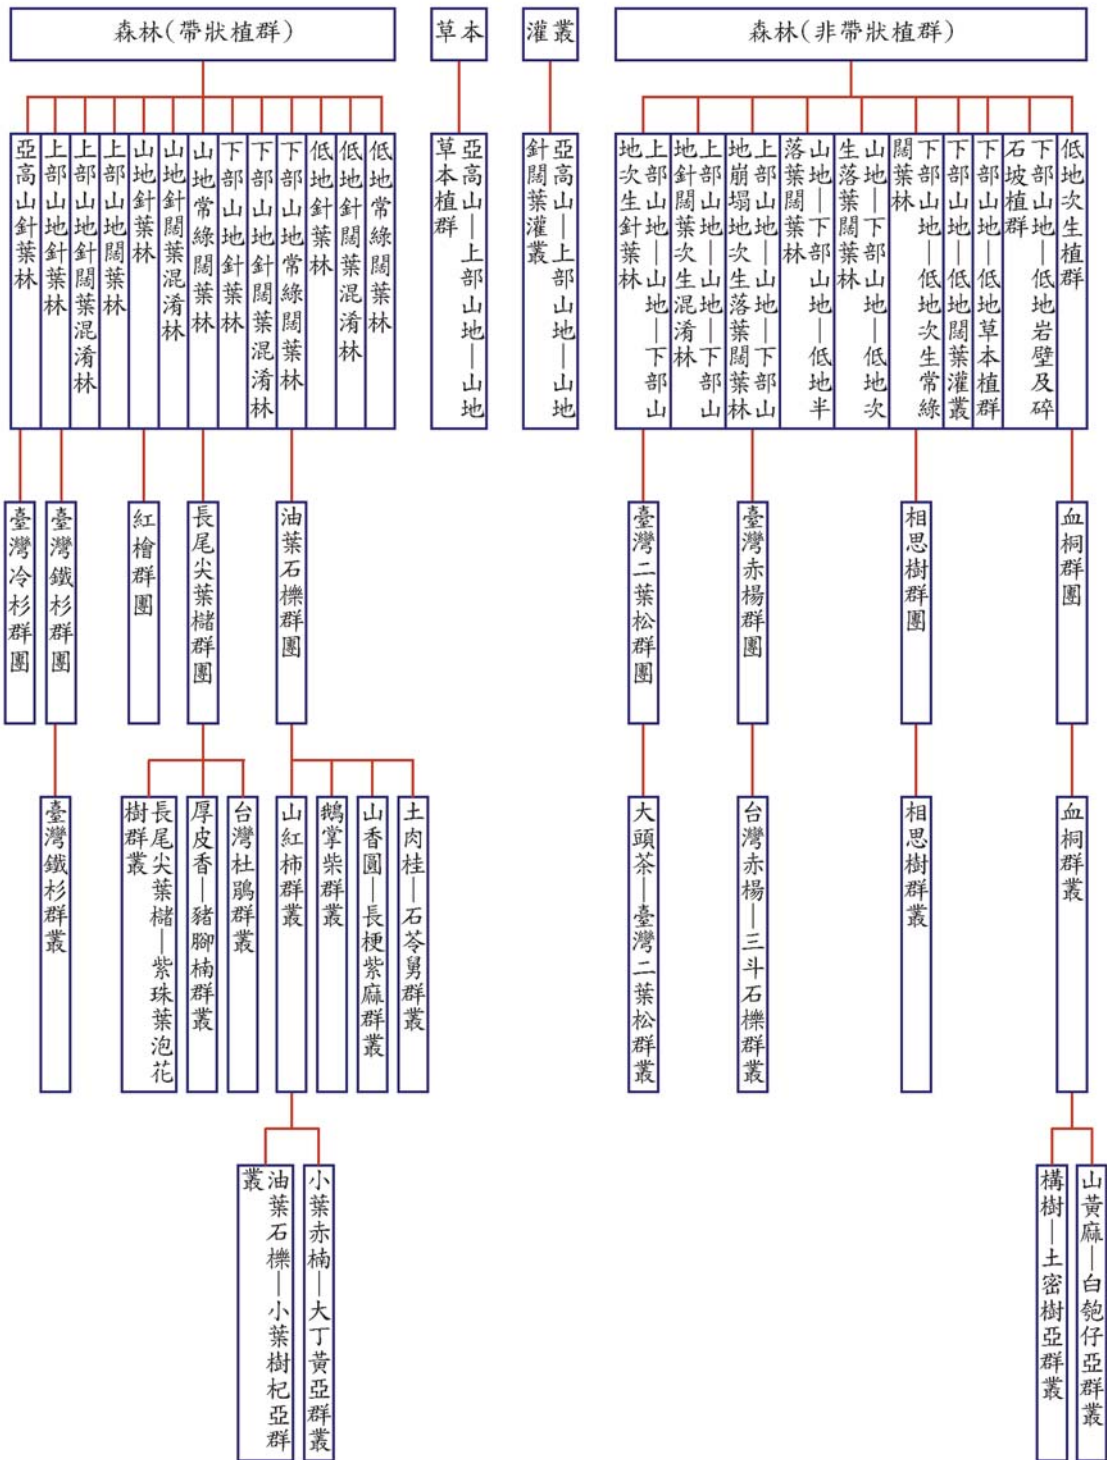 森林(帶狀植群)
草本
灌叢
森林(非帶狀植群)
亞高山針葉林
上部山地針葉林
上部山地針闊葉混淆林
上部山地闊葉林
山地針葉林
山地針闊葉混淆林
山地常綠闊葉林
下部山地針葉林
下部山地針闊葉混淆林
下部山地常綠闊葉林
低地針葉林
低地針闊葉混淆林
低地常綠闊葉林
亞高山—上部山地—山地
草本植群
亞高山—上部山地—山地
針闊葉灌叢
上部山地—山地—下部山
地次生針葉林
上部山地—山地—下部山
地針闊葉次生混淆林
上部山地—山地—下部山
地崩塌地次生落葉闊葉林
山地—下部山地—低地半
落葉闊葉林
山地—下部山地—低地次
生落葉闊葉林
下部山地—低地次生常綠
闊葉林
下部山地—低地闊葉灌叢
下部山地—低地草本植群
下部山地—低地岩壁及碎
石坡植群
低地次生植群
臺灣冷杉群團
臺灣鐵杉群團
紅檜群團
長尾尖葉櫧群團
油葉石櫟群團
臺灣二葉松群團
臺灣赤楊群團
相思樹群團
血桐群團
臺灣鐵杉群叢
長尾尖葉櫧—紫珠葉泡花
樹群叢
厚皮香—豬腳楠群叢
台灣杜鵑群叢
山紅柿群叢
鵝掌柴群叢
山香圓—長梗紫麻群叢
土肉桂—石苓舅群叢
大頭茶—臺灣二葉松群叢
台灣赤楊—三斗石櫟群叢
相思樹群叢
血桐群叢
油葉石櫟—小葉樹杞亞群
叢
小葉赤楠—大丁黃亞群叢
構樹—土密樹亞群叢
山黃麻—白匏仔亞群叢